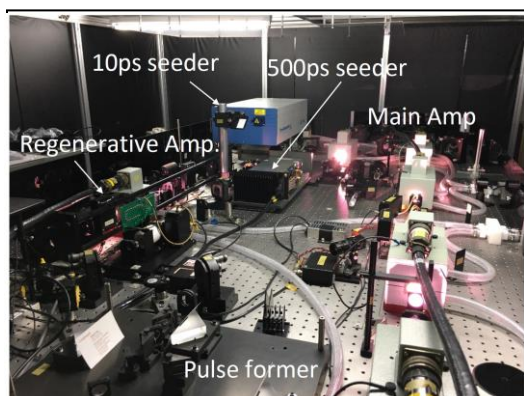 10ps seeder
500ps seeder
Main Amp
Regenerative Amp.
Pulse former